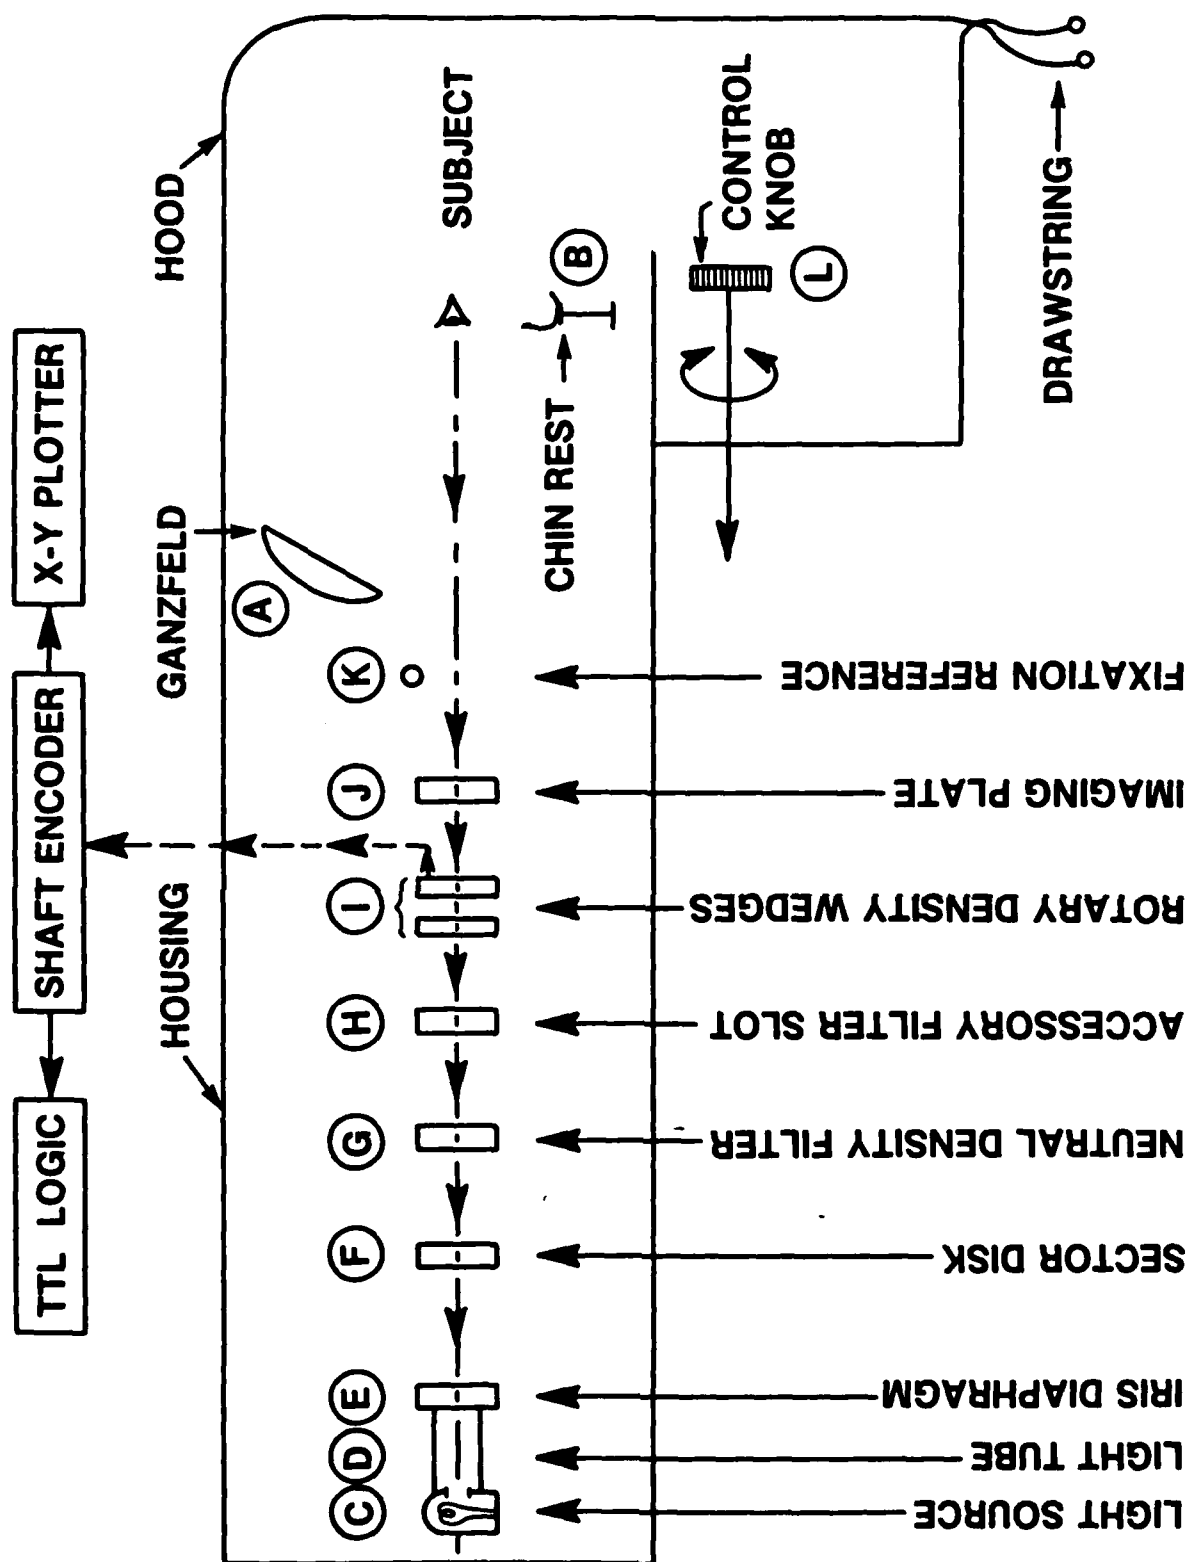 TTL LOGIC
SHAFT ENCODER
X-Y PLOTTER
HOUSING
GANZFELD
HOOD
A
C
D
E
F
G
H
I
J
K
SUBJECT
CHIN REST
B
CONTROL
KNOB
L
DRAWSTRING
LIGHT SOURCE
LIGHT TUBE
IRIS DIAPHRAGM
SECTOR DISK
NEUTRAL DENSITY FILTER
ACCESSORY FILTER SLOT
ROTARY DENSITY WEDGES
IMAGING PLATE
FIXATION REFERENCE